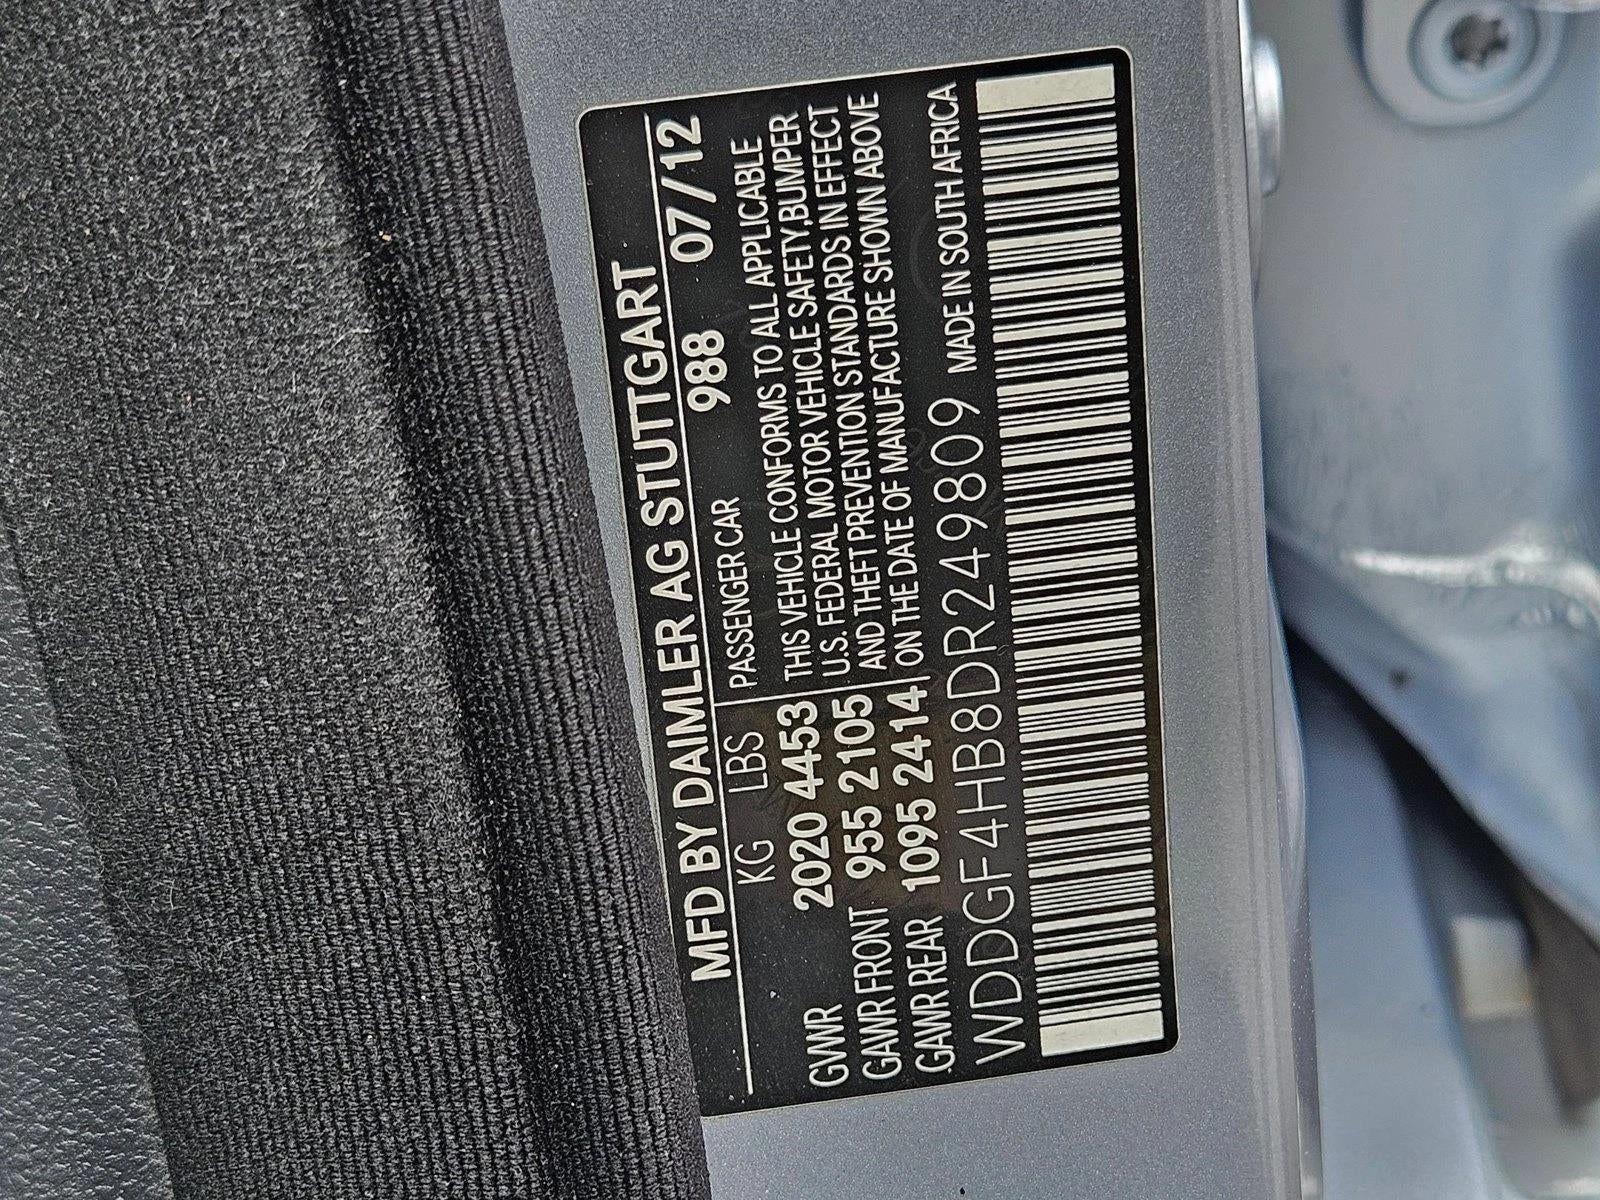 MFD BY DAIMLER AG STUTTGART
988 07/12
KG LBS
PASSENGER CAR
GVWR 2020 4453
GAWR FRONT 955 2105
GAWR REAR 1095 2414
THIS VEHICLE CONFORMS TO ALL APPLICABLE
U.S. FEDERAL MOTOR VEHICLE SAFETY,BUMPER
AND THEFT PREVENTION STANDARDS IN EFFECT
ON THE DATE OF MANUFACTURE SHOWN ABOVE
WDDGF4HB8DR249809 MADE IN SOUTH AFRICA